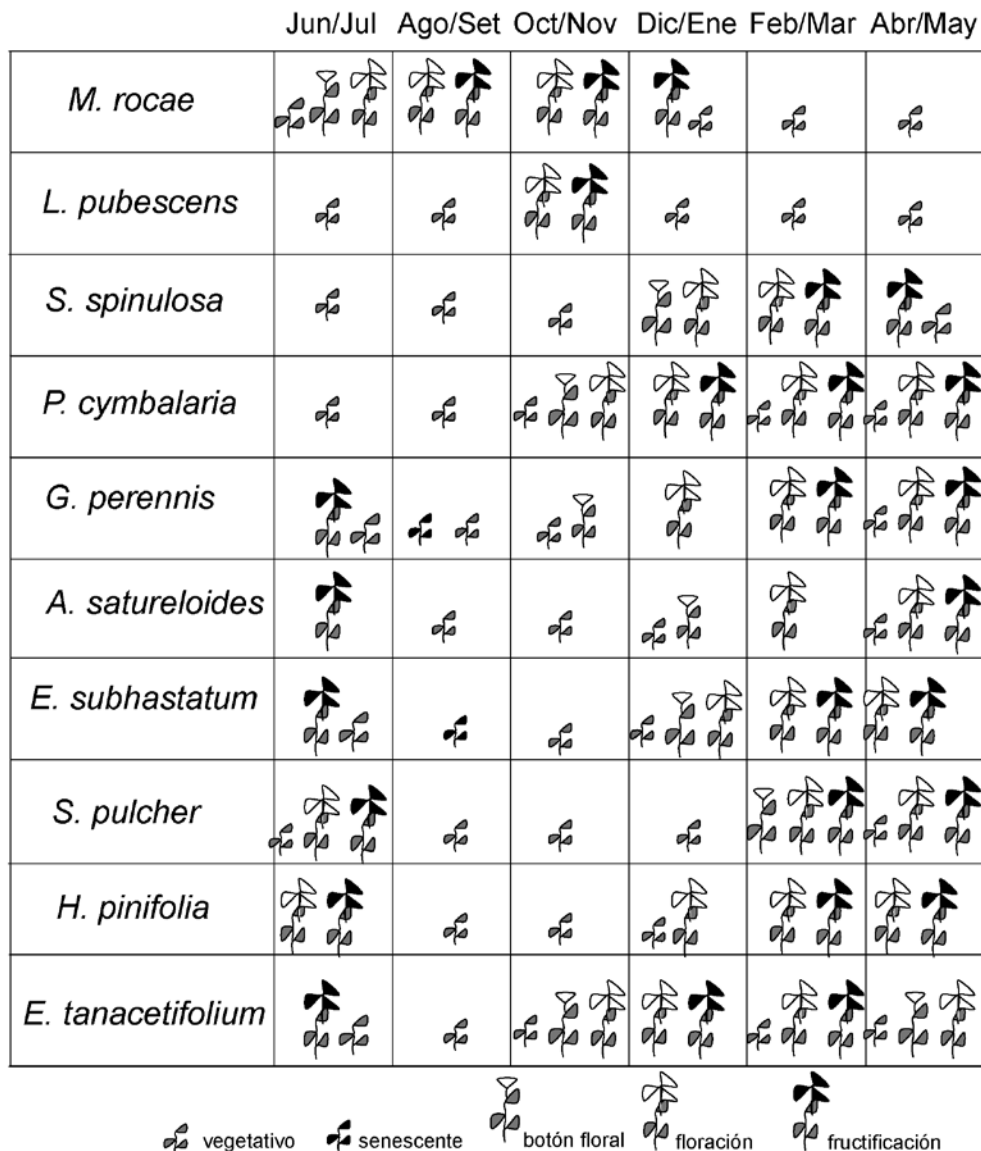 Jun/Jul Ago/Set Oct/Nov Dic/Ene Feb/Mar Abr/May
M. rocae
L. pubescens
S. spinulosa
P. cymbalaria
G. perennis
A. satureloides
E. subhastatum
S. pulcher
H. pinifolia
E. tanacetifolium
vegetativo senescente botón floral floración fructificación